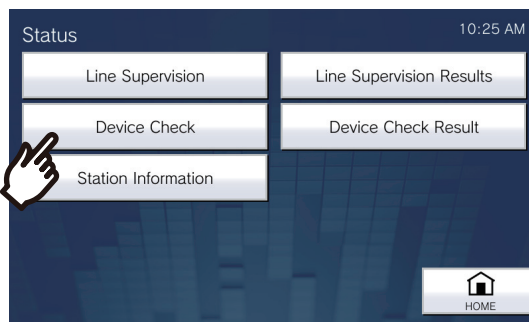 Status
10:25 AM
Line Supervision
Line Supervision Results
Device Check
Device Check Result
Station Information
HOME